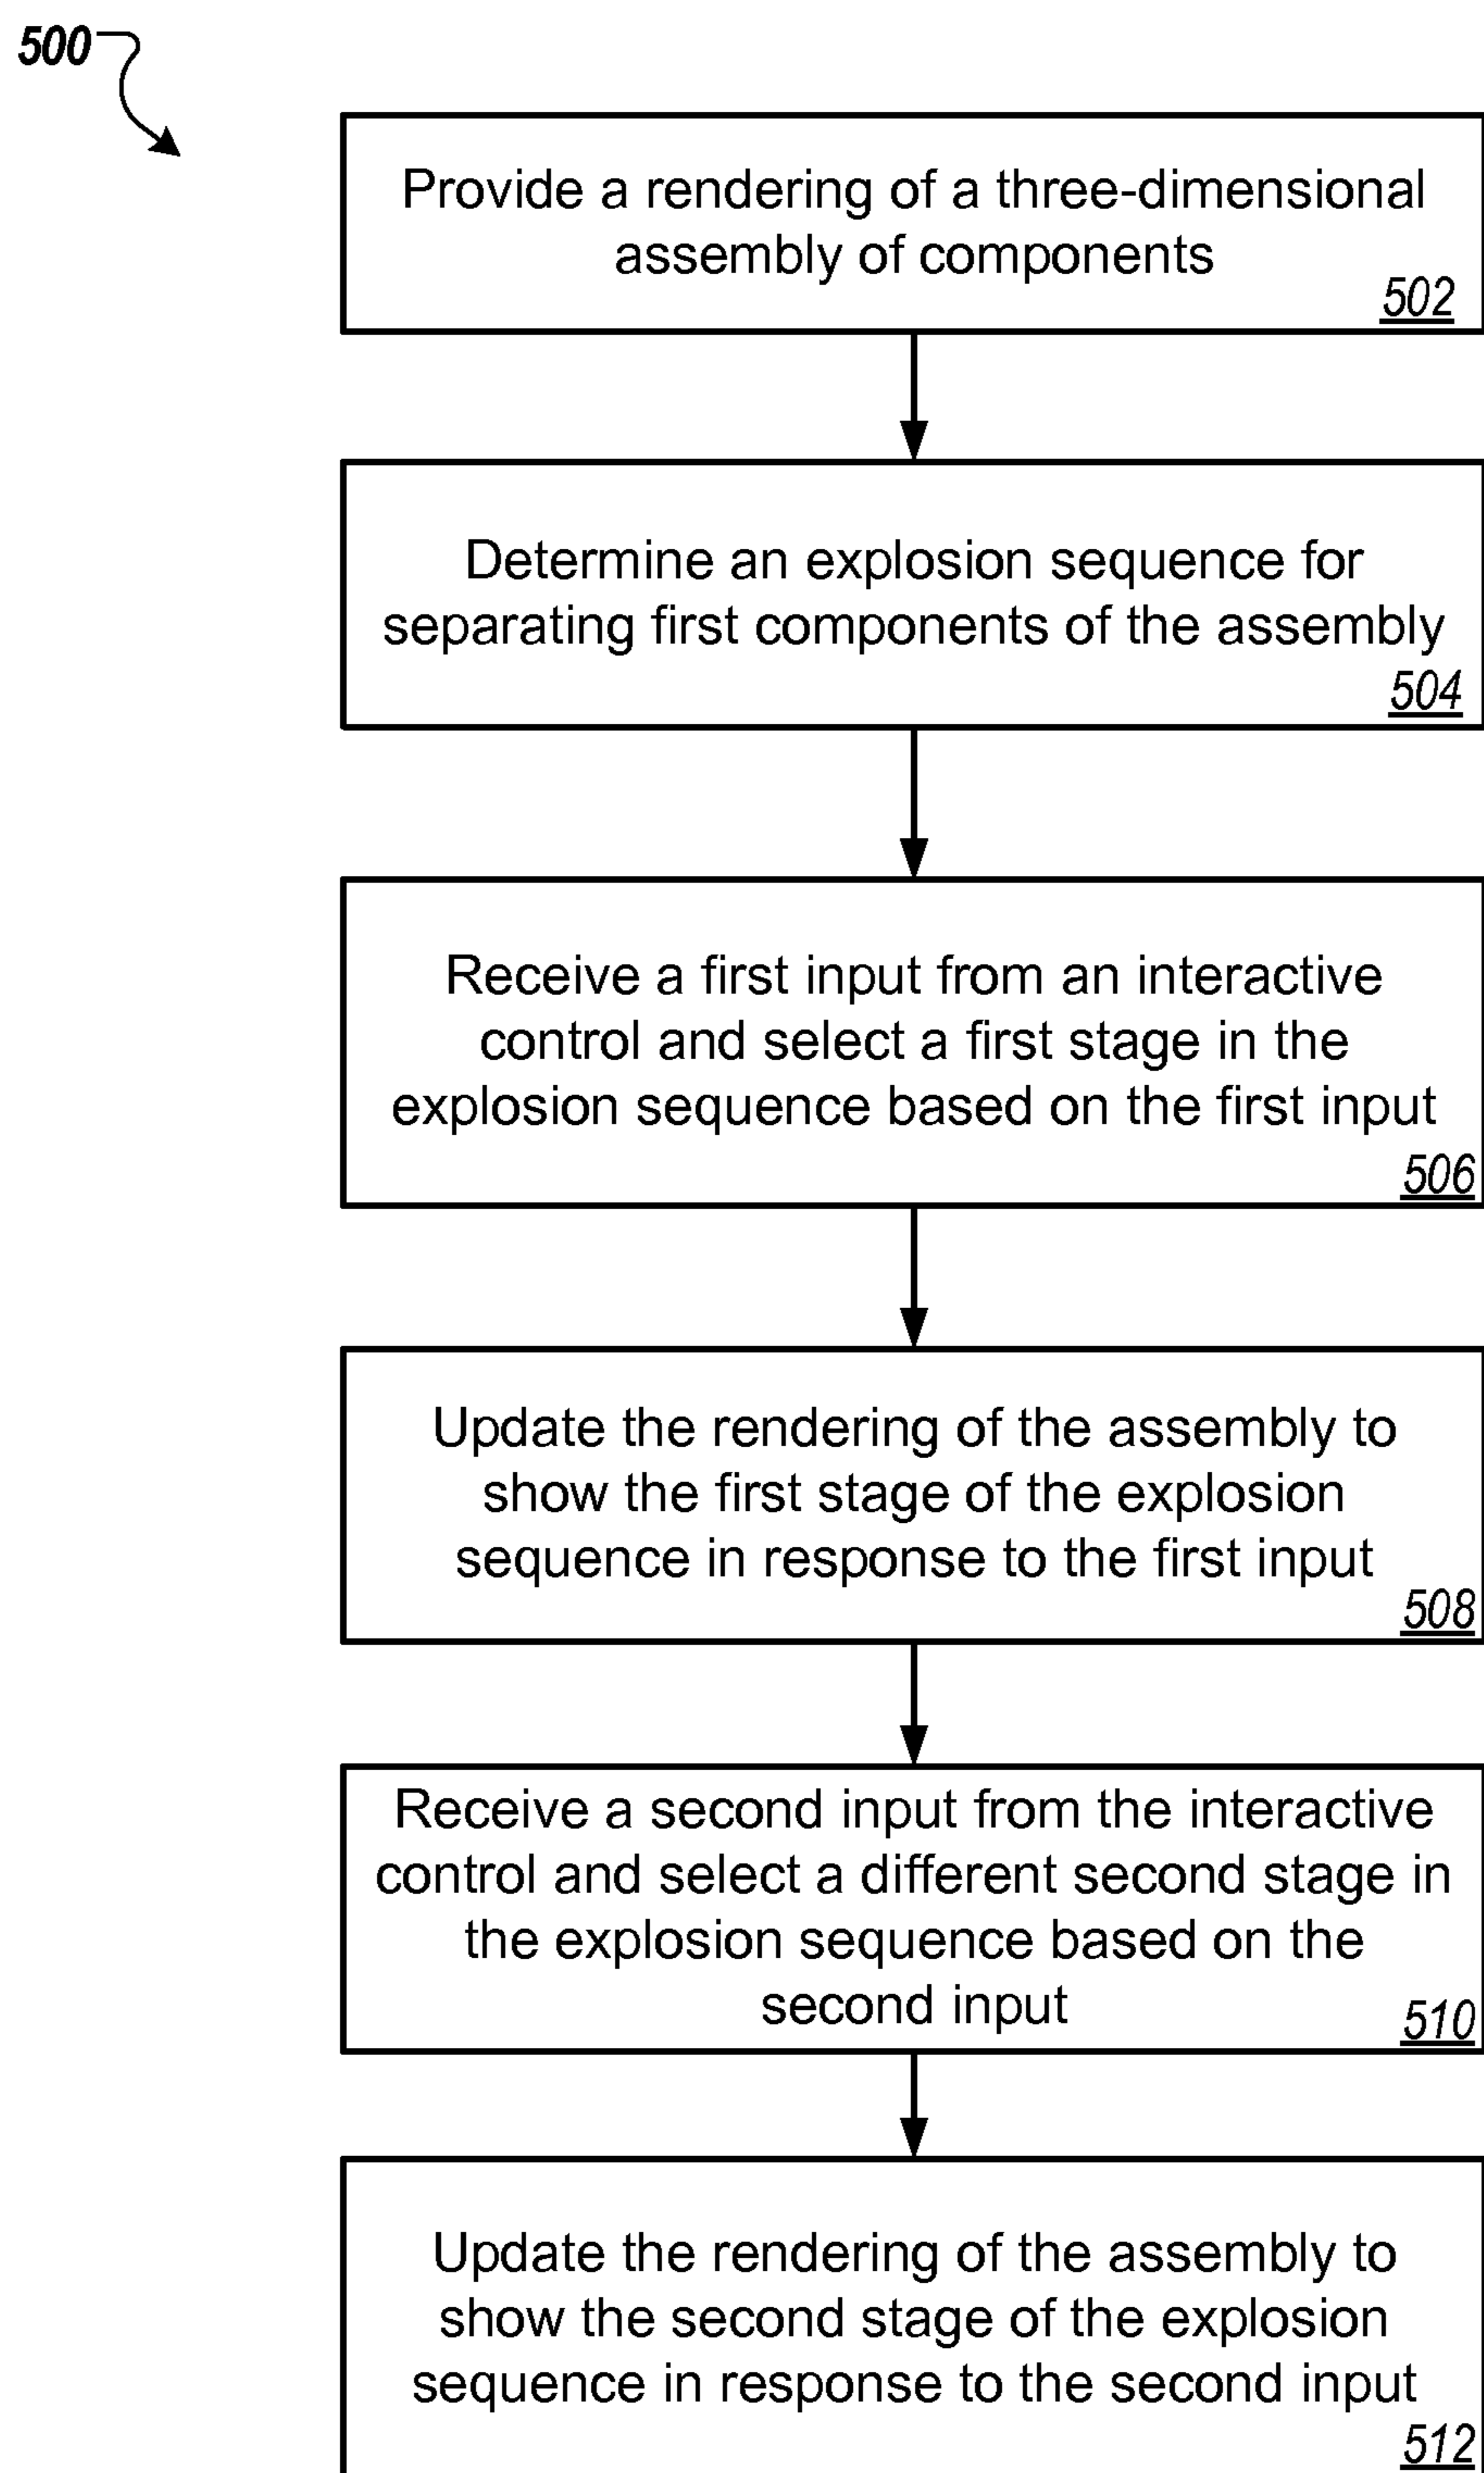 500
Provide a rendering of a three-dimensional
assembly of components
502
Determine an explosion sequence for
separating first components of the assembly
504
Receive a first input from an interactive
control and select a first stage in the
explosion sequence based on the first input
506
Update the rendering of the assembly to
show the first stage of the explosion
sequence in response to the first input
508
Receive a second input from the interactive
control and select a different second stage in
the explosion sequence based on the
second input
510
Update the rendering of the assembly to
show the second stage of the explosion
sequence in response to the second input
512